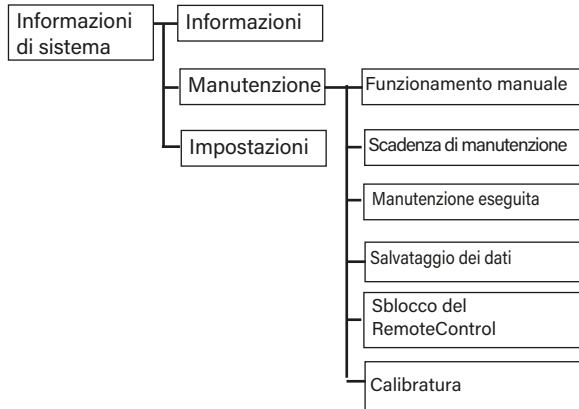 Informazioni
di sistema
Informazioni
Manutenzione
Impostazioni
Funzionamento manuale
Scadenza di manutenzione
Manutenzione eseguita
Salvataggio dei dati
Sblocco del
RemoteControl
Calibratura